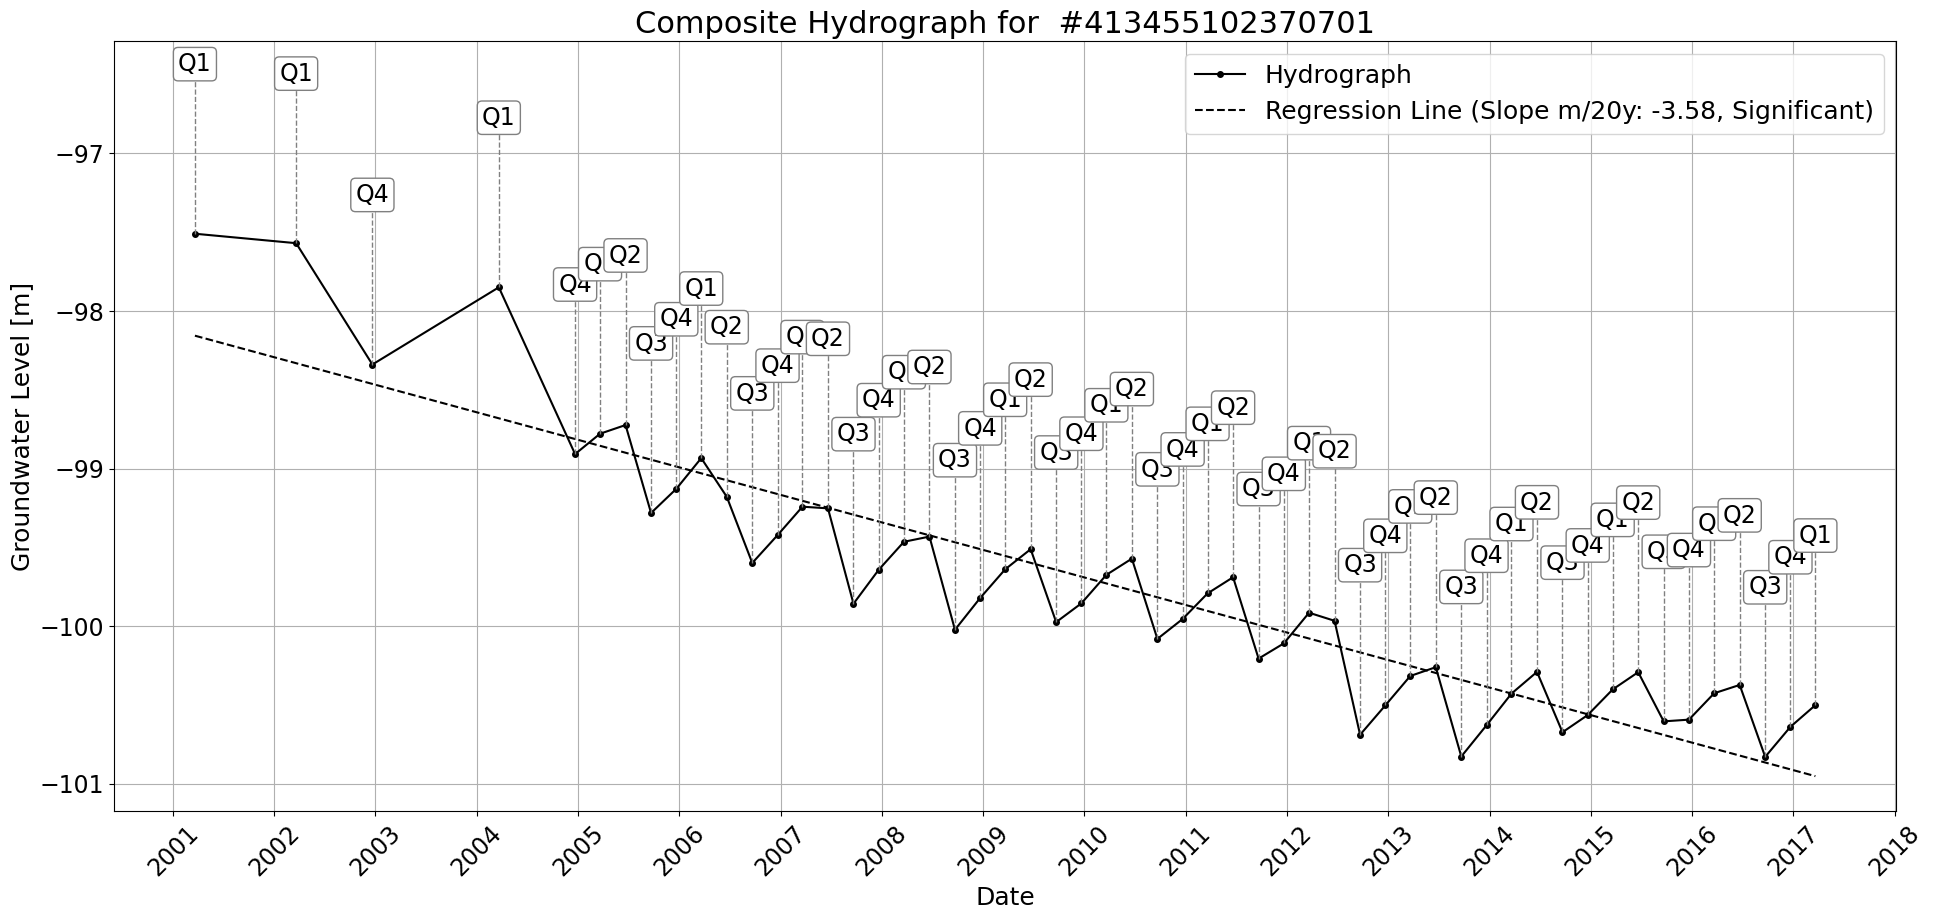 Composite Hydrograph for  #413455102370701
Hydrograph
Regression Line (Slope m/20y: -3.58, Significant)
Groundwater Level [m]
−97
−98
−99
−100
−101
Q1
Q1
Q4
Q1
Q4
Q
Q2
Q3
Q4
Q1
Q2
Q3
Q4
Q
Q2
Q3
Q4
Q
Q2
Q3
Q4
Q1
Q2
Q3
Q4
Q1
Q2
Q3
Q4
Q1
Q2
Q3
Q4
Q1
Q2
Q3
Q4
Q
Q2
Q3
Q4
Q1
Q2
Q3
Q4
Q1
Q2
Q
Q4
Q
Q2
Q3
Q4
Q1
2001
2002
2003
2004
2005
2006
2007
2008
2009
2010
2011
2012
2013
2014
2015
2016
2017
2018
Date